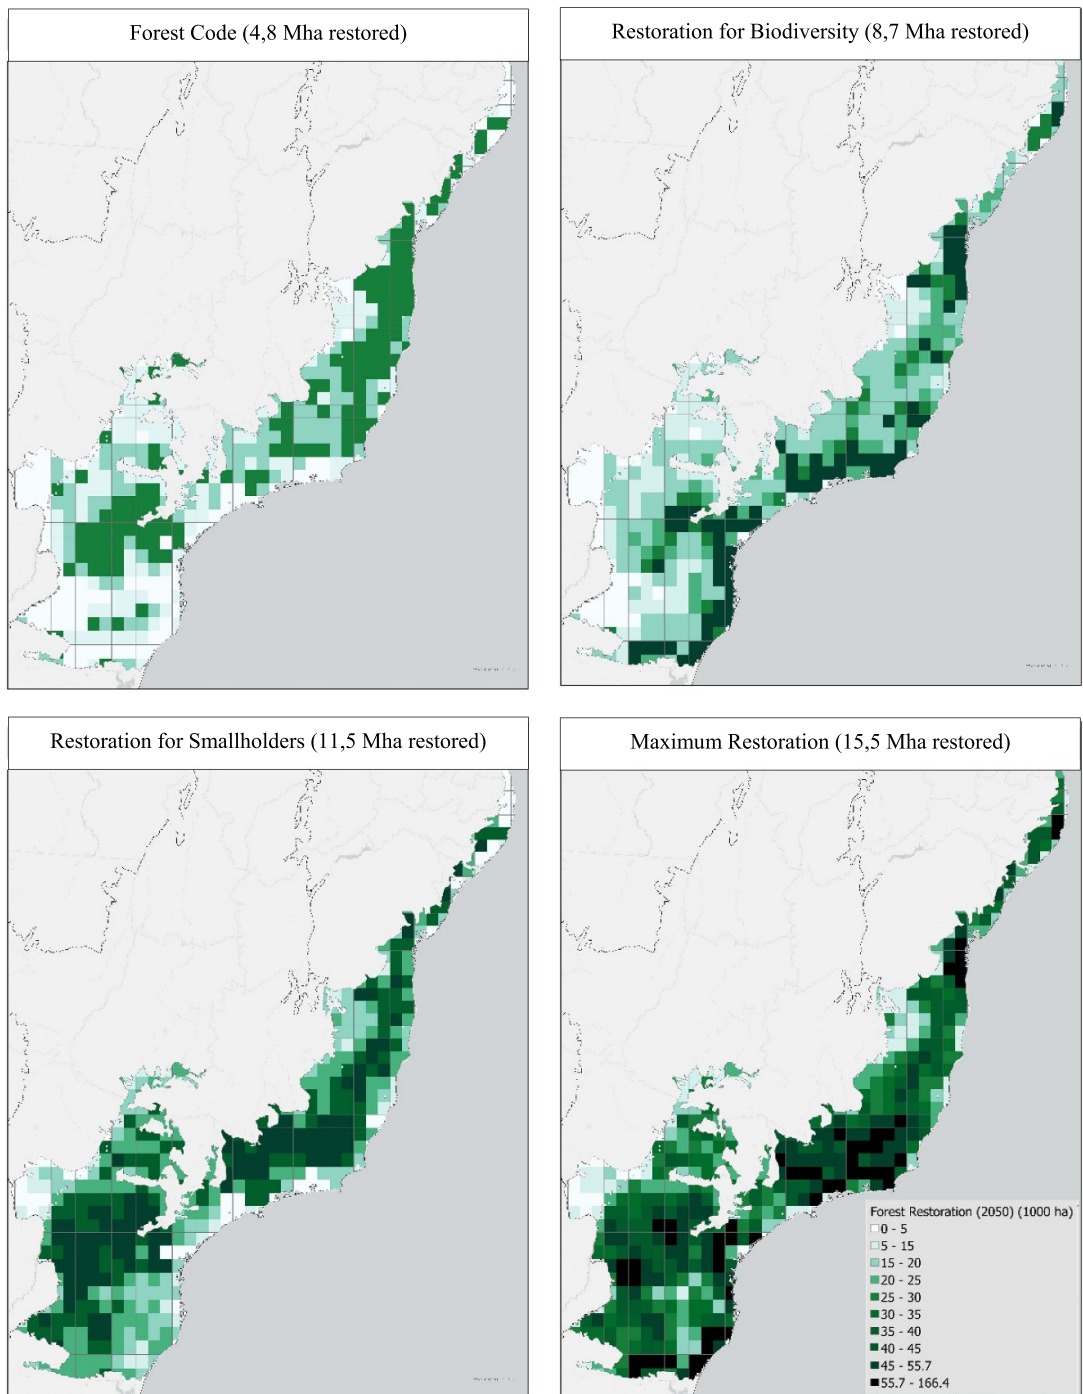 Forest Code (4,8 Mha restored)
Restoration for Biodiversity (8,7 Mha restored)
Restoration for Smallholders (11,5 Mha restored)
Maximum Restoration (15,5 Mha restored)
Forest Restoration (2050) (1000 ha)
0 - 5
5 - 15
15 - 20
20 - 25
25 - 30
30 - 35
35 - 40
40 - 45
45 - 55.7
55.7 - 166.4